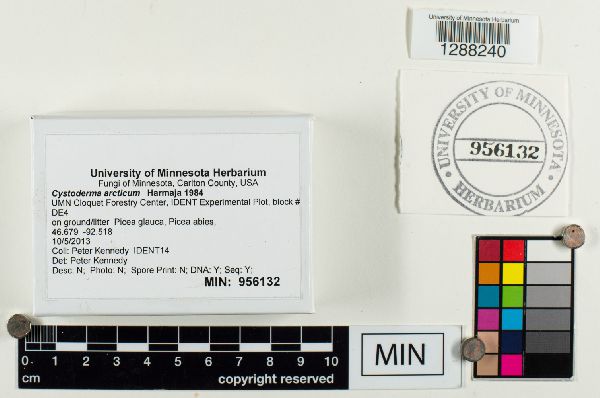 University of Minnesota Herbarium
1288240
UNIVERSITY OF MINNESOTA
956132
HERBARIUM
University of Minnesota Herbarium
Fungi of Minnesota, Carlton County, USA
Cystoderma arcticum Harmaja 1984
UMN Cloquet Forestry Center, IDENT Experimental Plot, block #
DE4
on ground/litter Picea glauca, Picea abies,
46.679 -92.518
10/5/2013
Coll: Peter Kennedy IDENT14
Det: Peter Kennedy
Desc: N; Photo: N; Spore Print: N; DNA: Y; Seq: Y;
MIN: 956132
0 1 2 3 4 5 6 7 8 9 10
cm copyright reserved
MIN